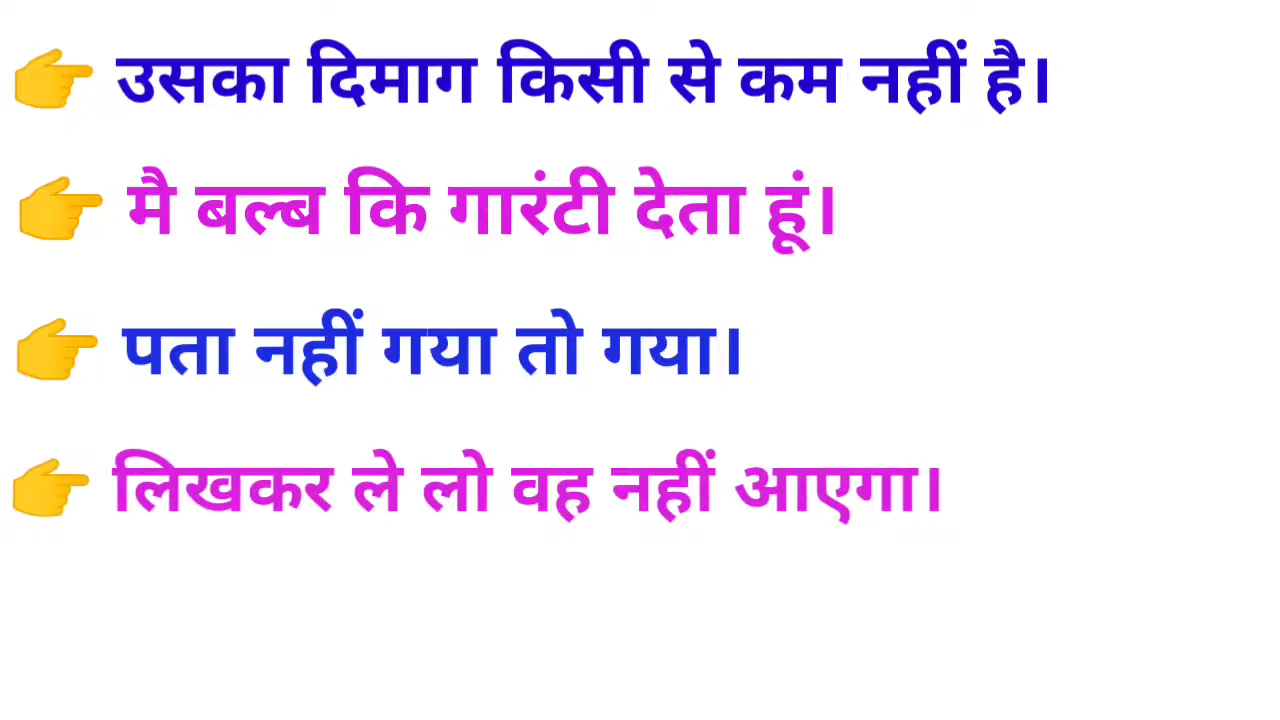 👉 उसका दिमाग किसी से कम नहीं है।
👉 मै बल्ब कि गारंटी देता हूं।
👉 पता नहीं गया तो गया।
👉 लिखकर ले लो वह नहीं आएगा।